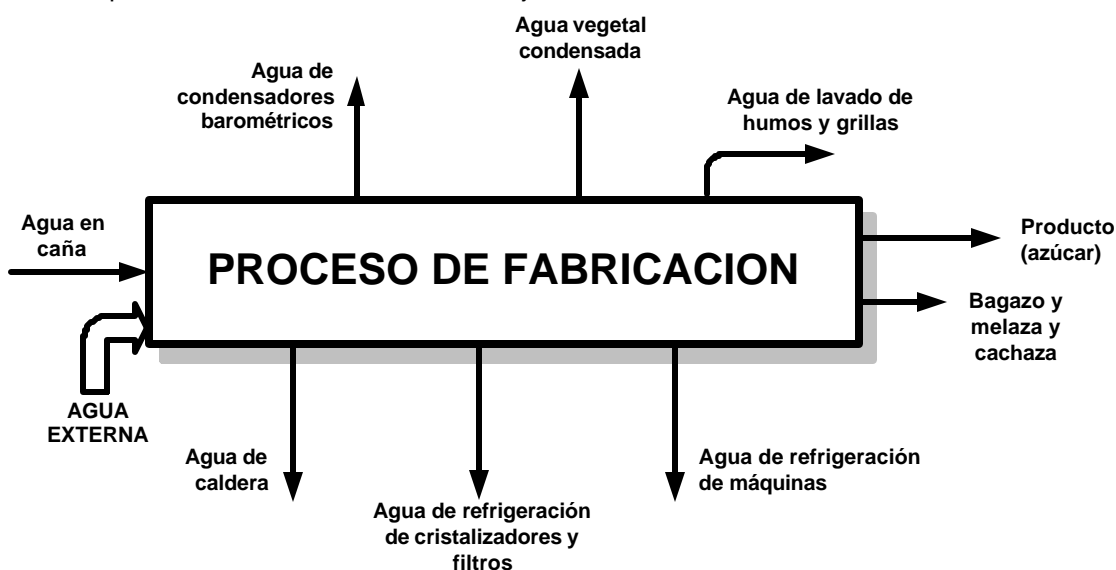 Agua vegetal
condensada
Agua de
condensadores
barométricos
Agua de lavado de
humos y grillas
Agua en
caña
PROCESO DE FABRICACION
Producto
(azúcar)
Bagazo y
melaza y
cachaza
AGUA
EXTERNA
Agua de
caldera
Agua de refrigeración
de cristalizadores y
filtros
Agua de refrigeración
de máquinas